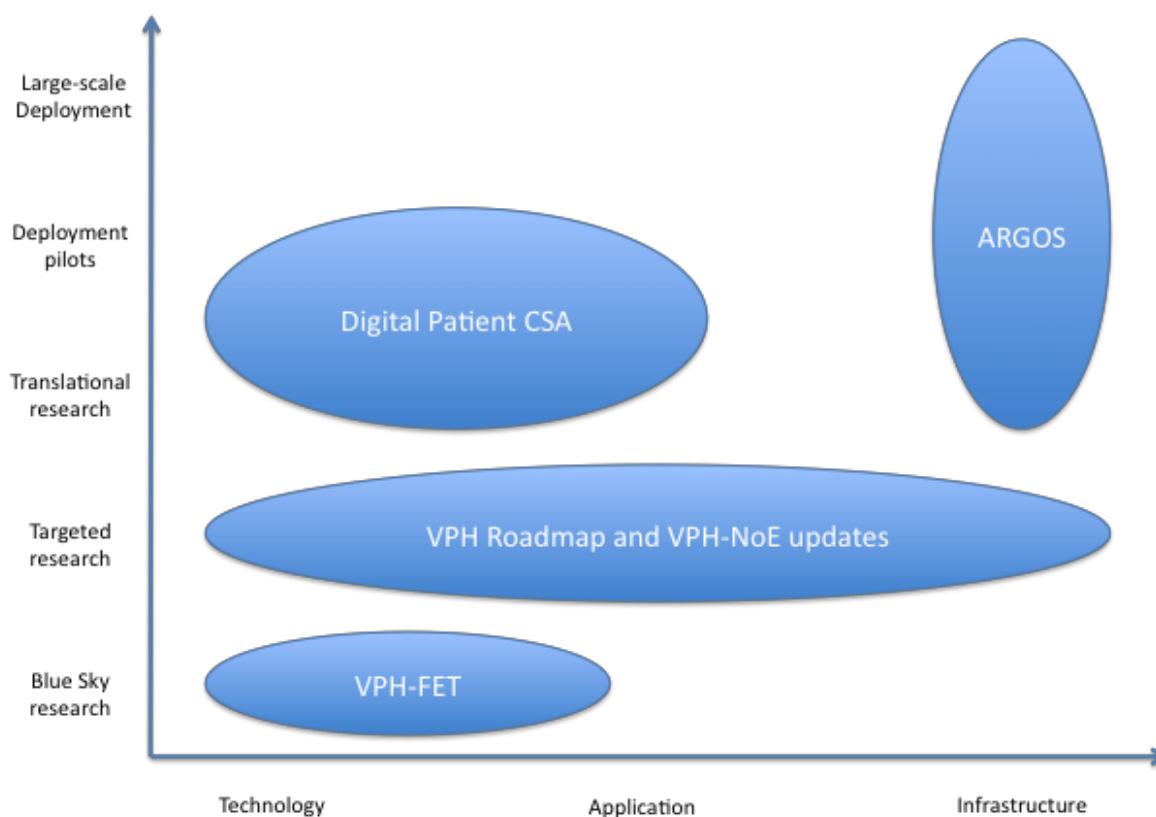 Large-scale
Deployment
Deployment
pilots
ARGOS
Digital Patient CSA
Translational
research
Targeted
research
VPH Roadmap and VPH-NoE updates
Blue Sky
research
VPH-FET
Technology
Application
Infrastructure